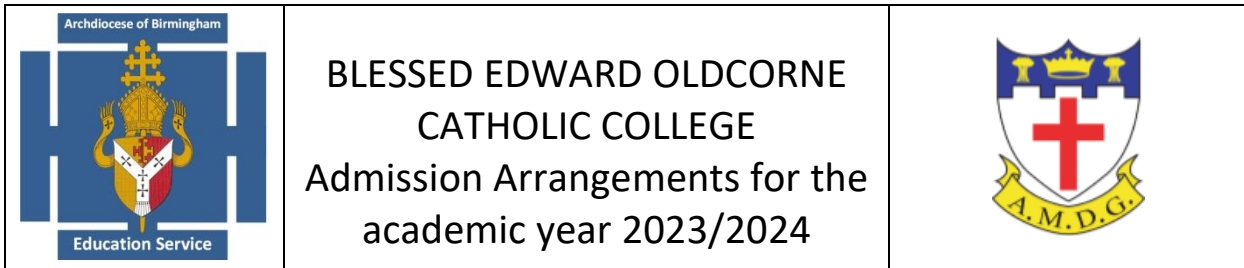 Archdiocese of Birmingham
Education Service
BLESSED EDWARD OLDCORNE
CATHOLIC COLLEGE
Admission Arrangements for the
academic year 2023/2024
A.M.D.G.